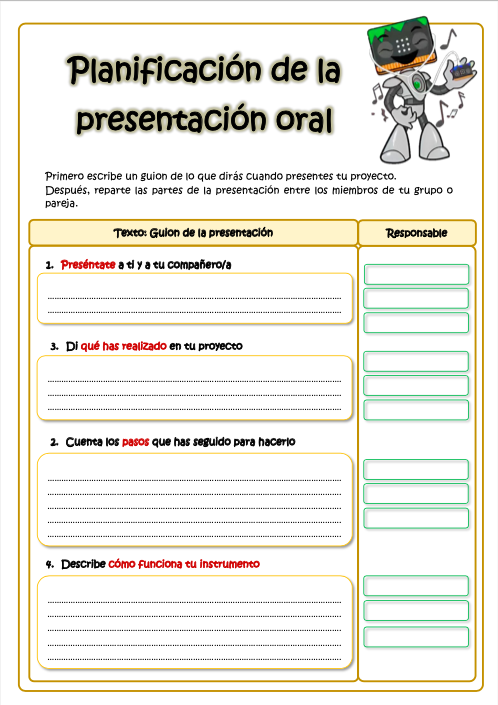 Planificación de la
presentación oral
Primero escribe un guion de lo que dirás cuando presentes tu proyecto.
Después, reparte las partes de la presentación entre los miembros de tu grupo o
pareja.
Texto: Guion de la presentación
Responsable
1. Preséntate a ti y a tu compañero/a
3. Di qué has realizado en tu proyecto
2. Cuenta los pasos que has seguido para hacerlo
4. Describe cómo funciona tu instrumento